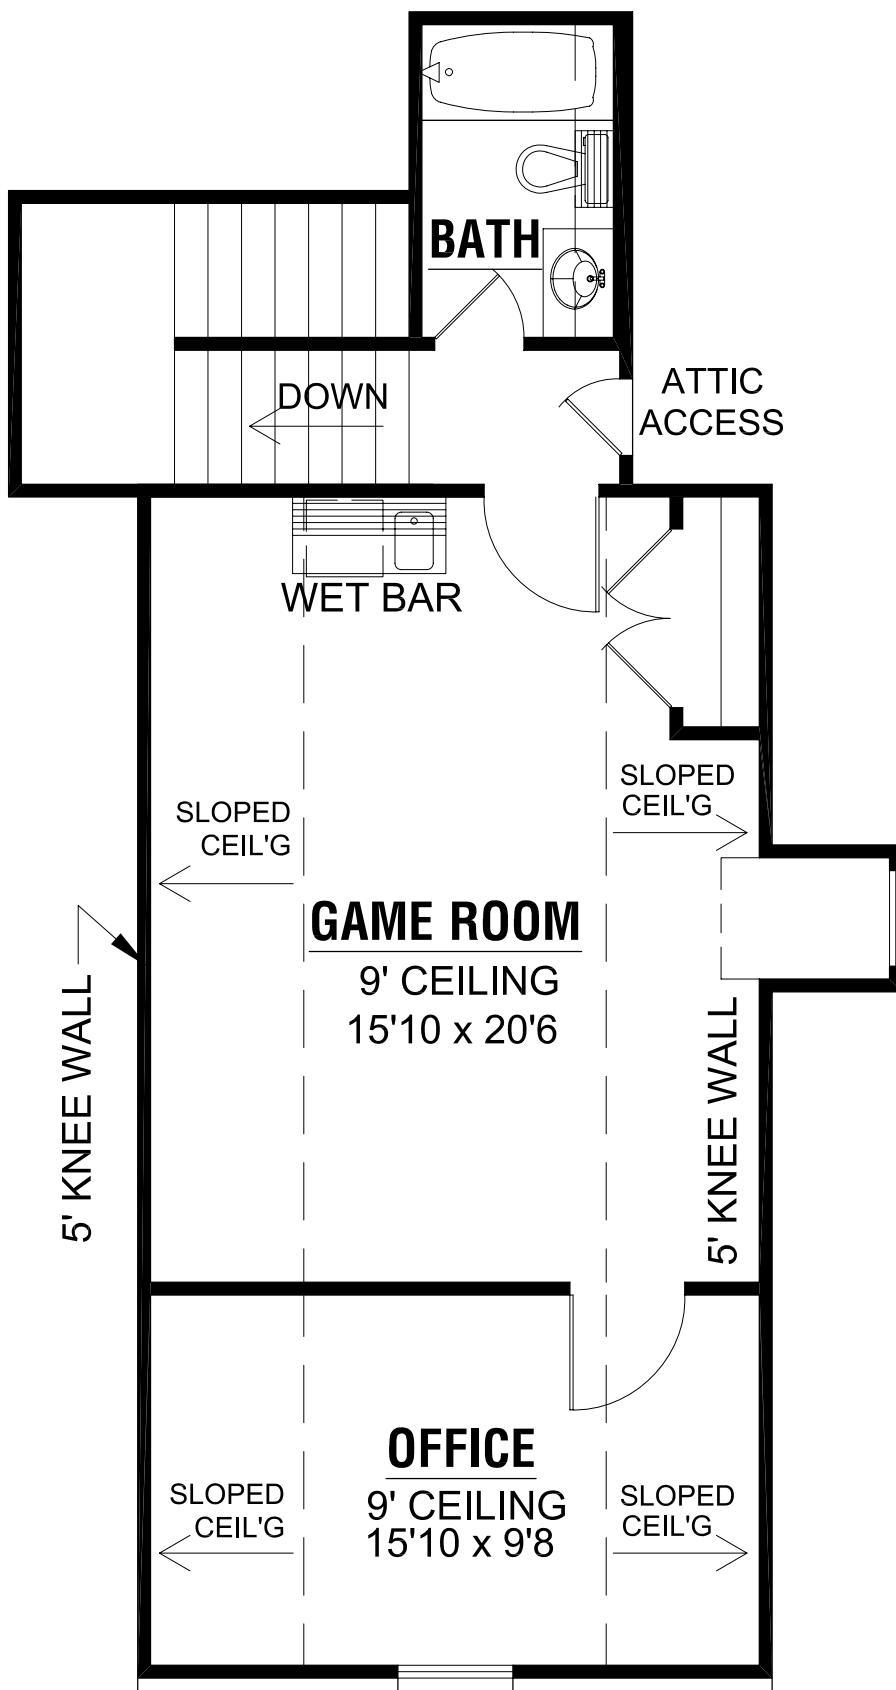 BATH
DOWN
ATTIC
ACCESS
WET BAR
SLOPED
CEIL'G
SLOPED
CEIL'G
GAME ROOM
9' CEILING
15'10 x 20'6
5' KNEE WALL
5' KNEE WALL
OFFICE
9' CEILING
15'10 x 9'8
SLOPED
CEIL'G
SLOPED
CEIL'G